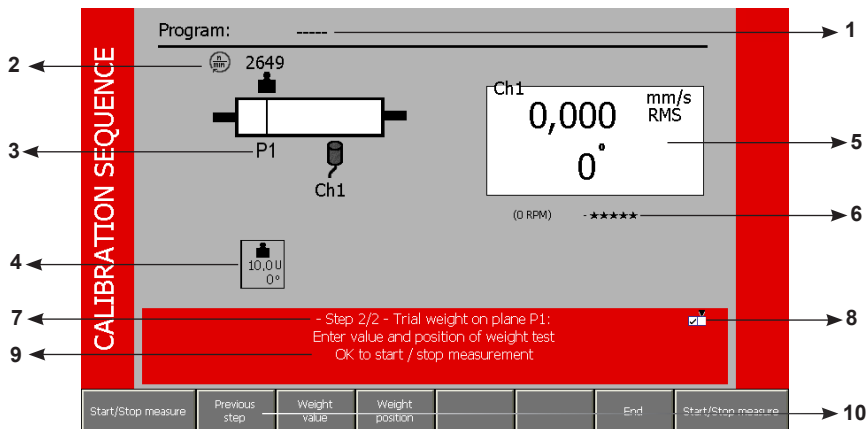 Program: ----- 1
2 n/min 2649
3 P1
Ch1
Ch1
0,000 mm/s
RMS
0°
5
(0 RPM) -★★★★★ 6
4 10,0U
0°
CALIBRATION SEQUENCE
7 - Step 2/2 - Trial weight on plane P1:
8
Enter value and position of weight test
9 OK to start / stop measurement
Start/Stop measure
Previous
step
Weight
value
Weight
position
End
Start/Stop measure
10